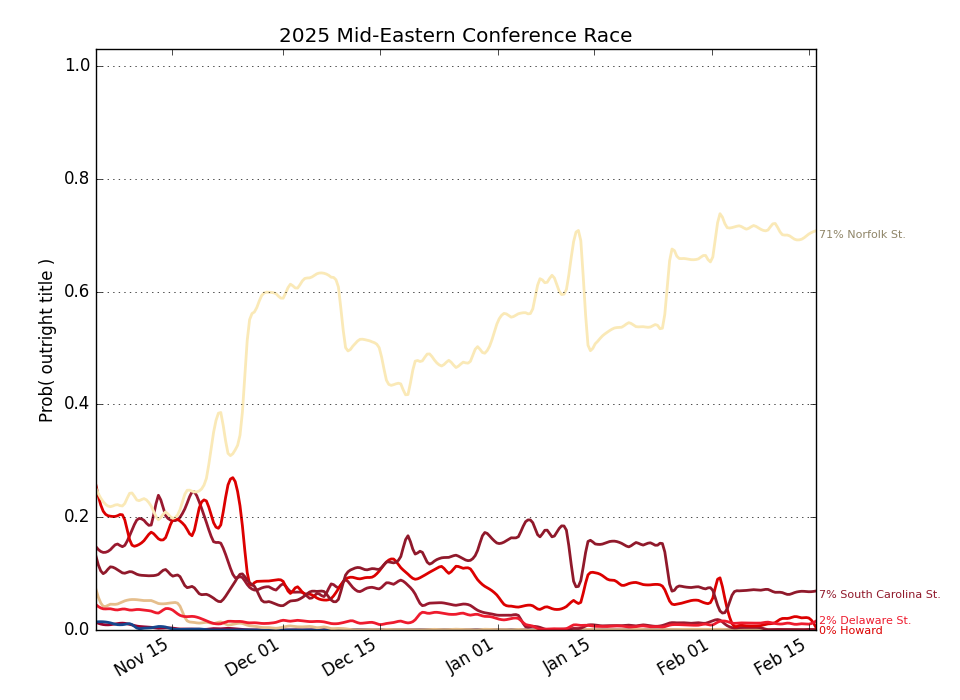 2025 Mid-Eastern Conference Race
Prob( outright title )
1.0
0.8
0.6
0.4
0.2
0.0
71% Norfolk St.
7% South Carolina St.
2% Delaware St.
0% Howard
Nov 15
Dec 01
Dec 15
Jan 01
Jan 15
Feb 01
Feb 15